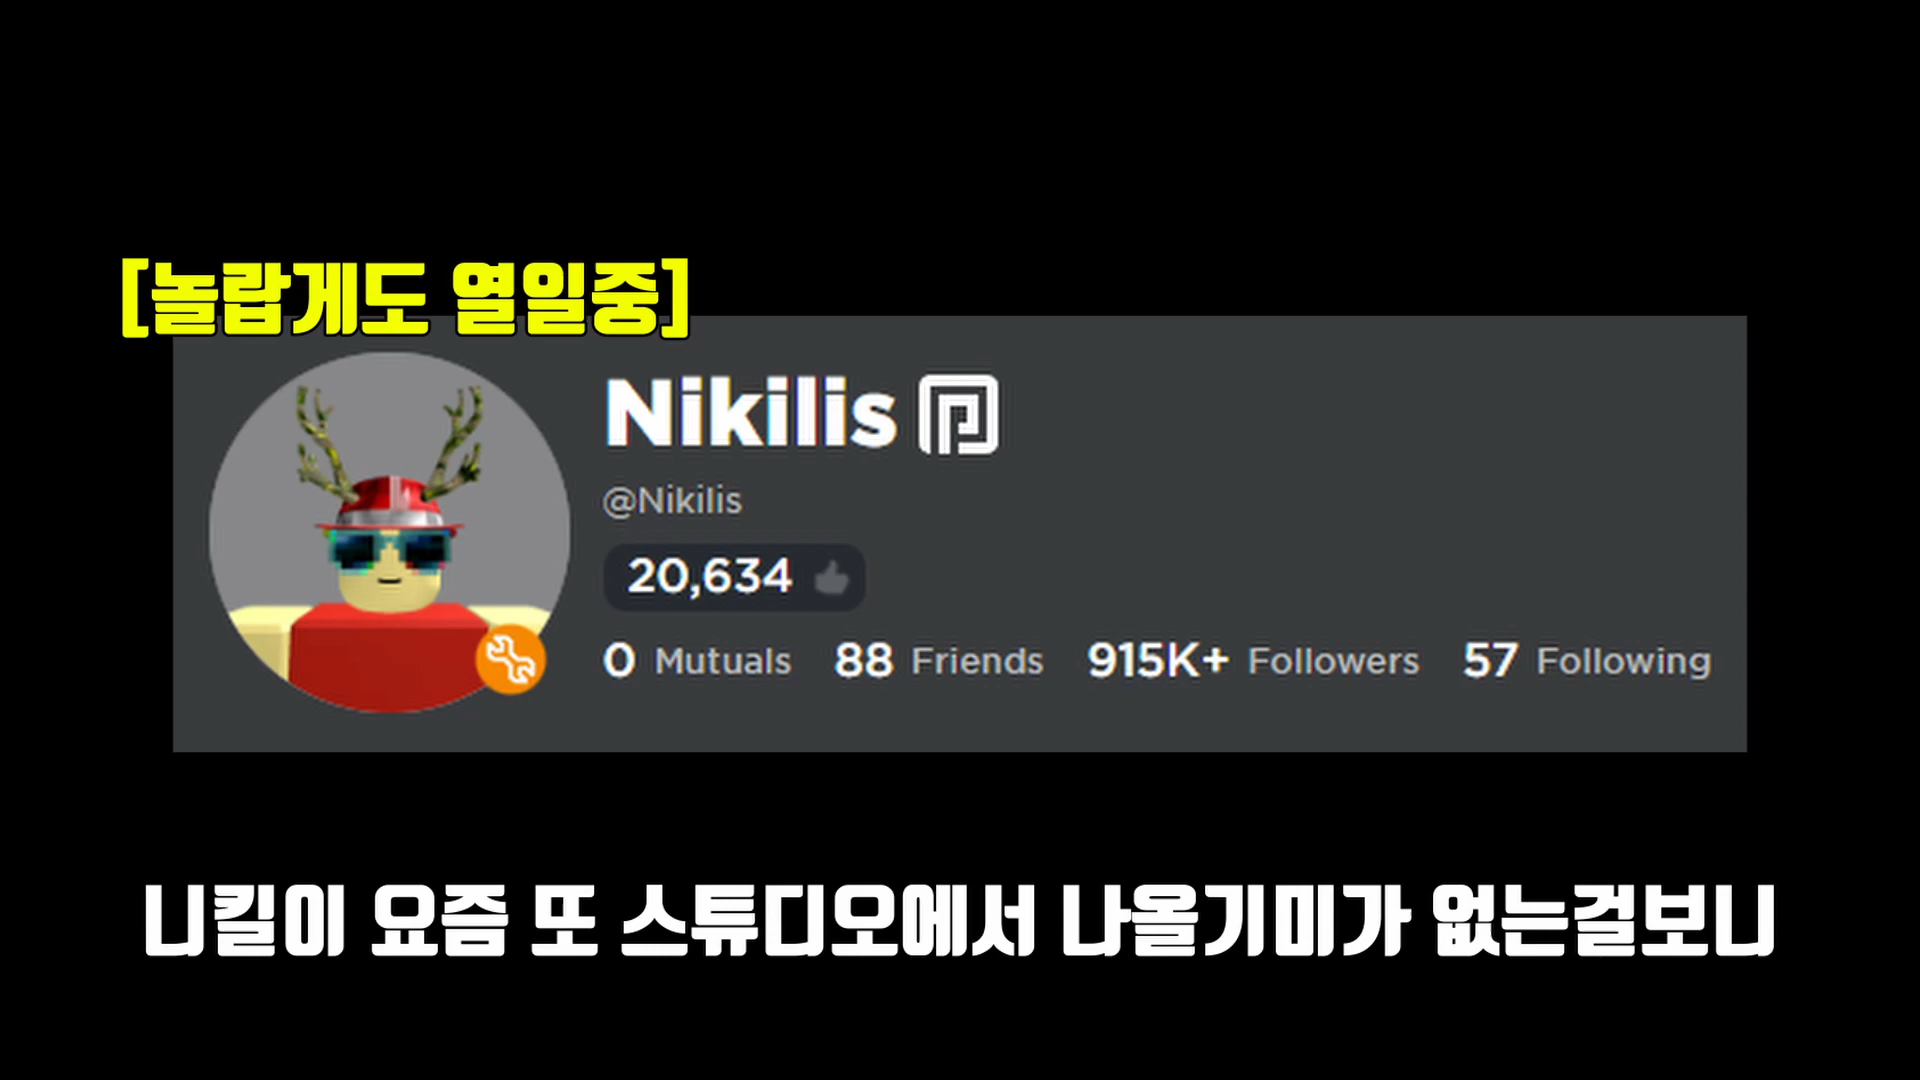 [놀랍게도 열일중]
Nikilis
@Nikilis
20,634
0 Mutuals 88 Friends 915K+ Followers 57 Following
니킬이 요즘 또 스튜디오에서 나올기미가 없는걸보니